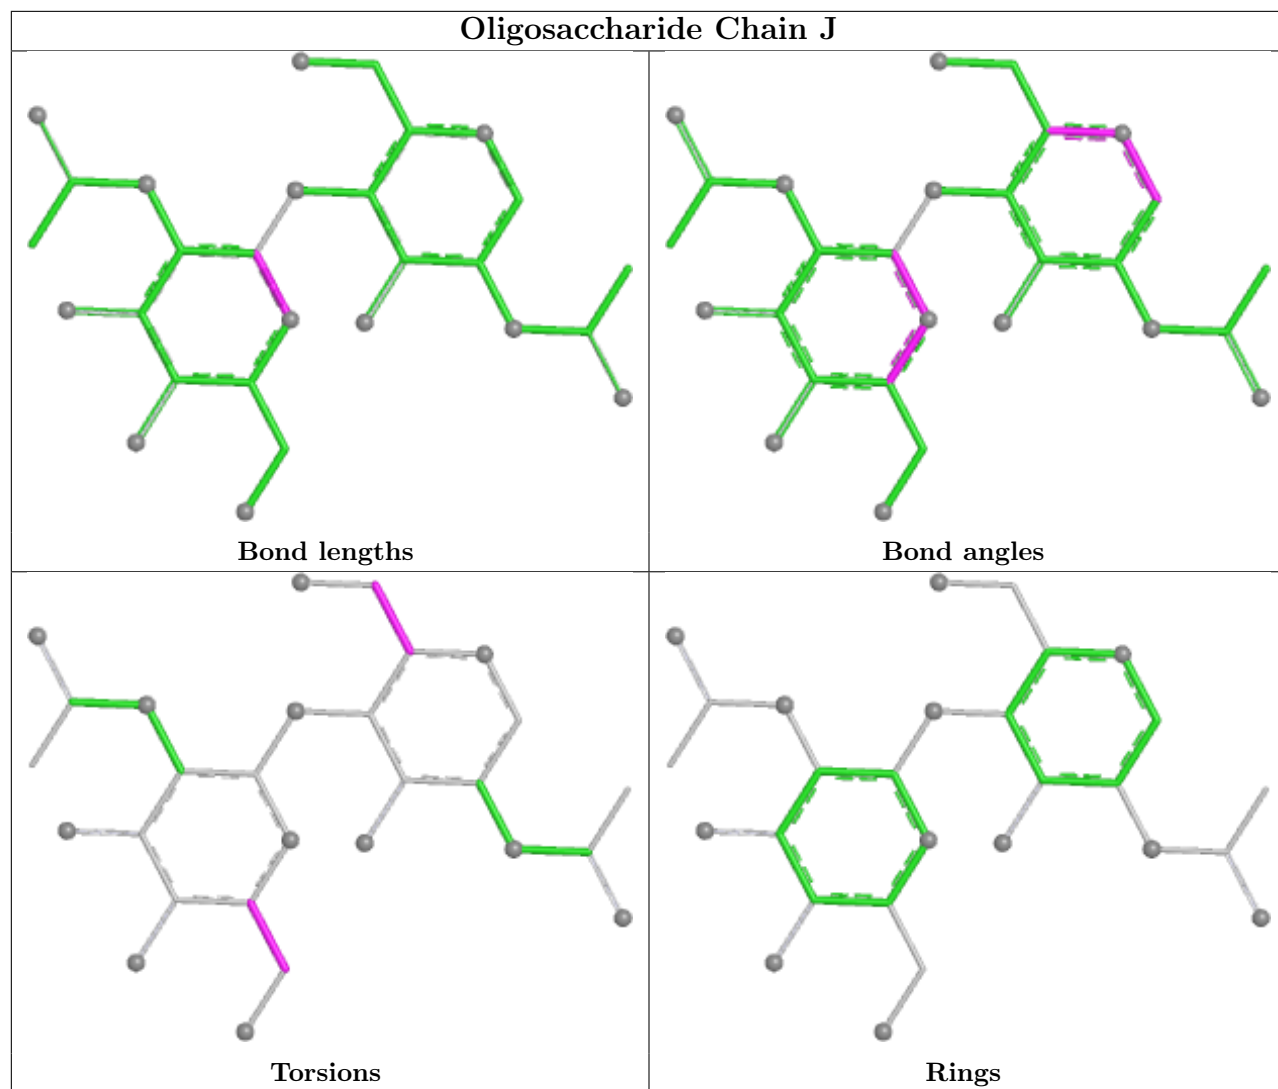 Oligosaccharide Chain J
Bond lengths
Bond angles
Torsions
Rings